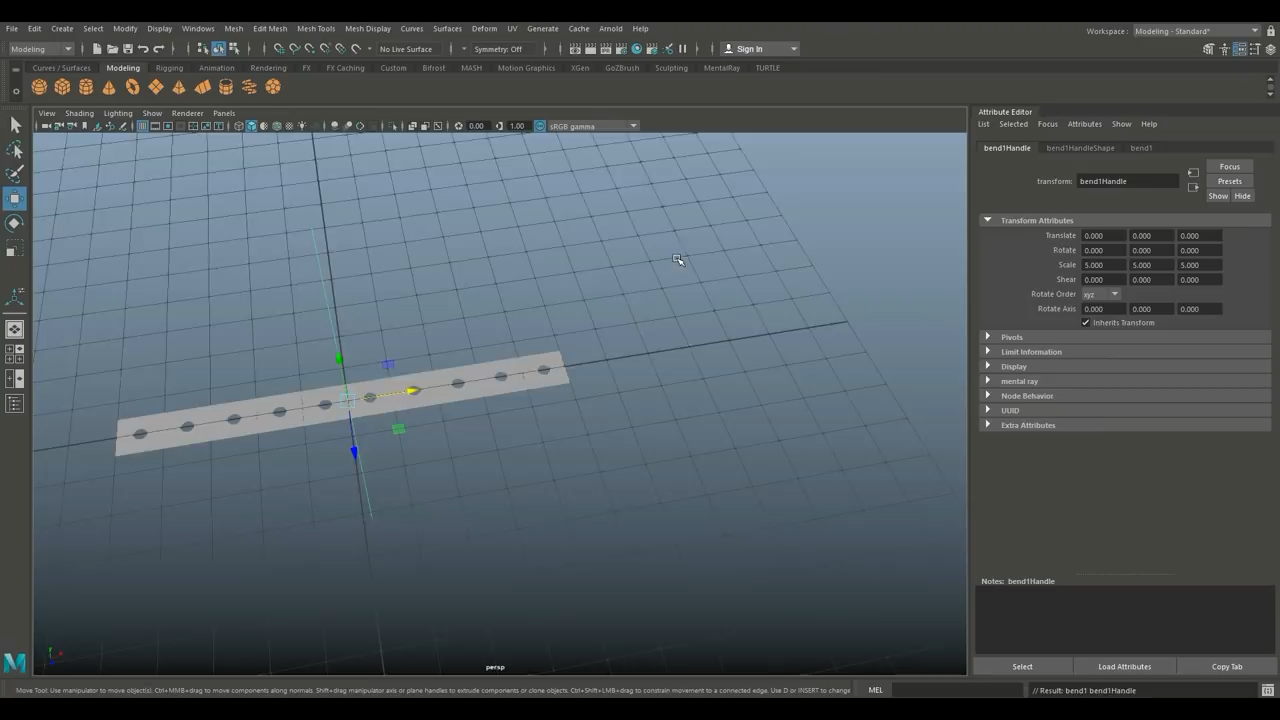 File Edit Create Select Modify Display Windows Mesh Edit Mesh Mesh Tools Mesh Display Curves Surfaces Deform UV Generate Cache Arnold Help
Workspace : Modeling - Standard*
Modeling No Live Surface Symmetry: Off Sign In
Curves / Surfaces Modeling Rigging Animation Rendering FX FX Caching Custom Bifrost MASH Motion Graphics XGen GoZBrush Sculpting MentalRay TURTLE
View Shading Lighting Show Renderer Panels
0.00 1.00 sRGB gamma
persp
Attribute Editor
List Selected Focus Attributes Show Help
bend1Handle bend1HandleShape bend1
Focus
transform: bend1Handle Presets
Show Hide
Transform Attributes
Translate 0.000 0.000 0.000
Rotate 0.000 0.000 0.000
Scale 5.000 5.000 5.000
Shear 0.000 0.000 0.000
Rotate Order xyz
Rotate Axis 0.000 0.000 0.000
Inherits Transform
Pivots
Limit Information
Display
mental ray
Node Behavior
UUID
Extra Attributes
Notes: bend1Handle
Select Load Attributes Copy Tab
Move Tool: Use manipulator to move object(s). Ctrl+MMB+drag to move components along normals. Shift+drag manipulator axis or plane handles to extrude components or clone objects. Ctrl+Shift+LMB+drag to constrain movement to a connected edge. Use D or INSERT to change
MEL // Result: bend1 bend1Handle